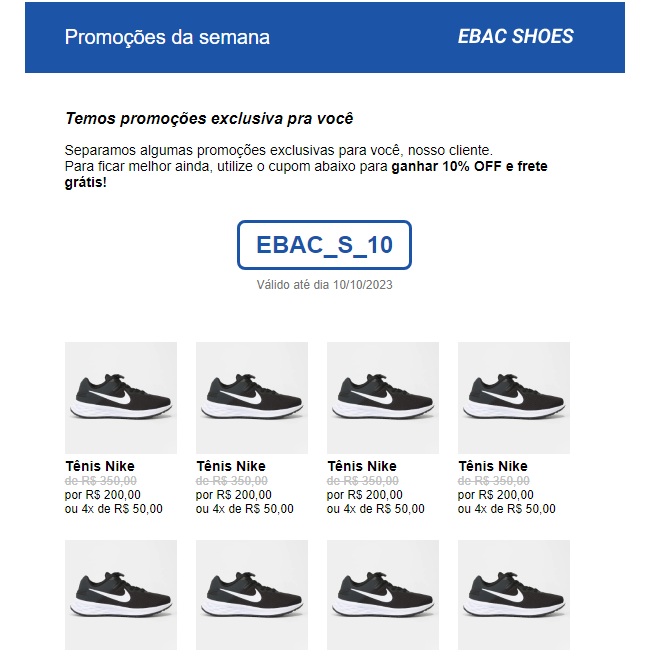 Promoções da semana EBAC SHOES
Temos promoções exclusiva pra você
Separamos algumas promoções exclusivas para você, nosso cliente.
Para ficar melhor ainda, utilize o cupom abaixo para ganhar 10% OFF e frete
grátis!
EBAC_S_10
Válido até dia 10/10/2023
Tênis Nike Tênis Nike Tênis Nike Tênis Nike
de R$ 350,00 de R$ 350,00 de R$ 350,00 de R$ 350,00
por R$ 200,00 por R$ 200,00 por R$ 200,00 por R$ 200,00
ou 4x de R$ 50,00 ou 4x de R$ 50,00 ou 4x de R$ 50,00 ou 4x de R$ 50,00